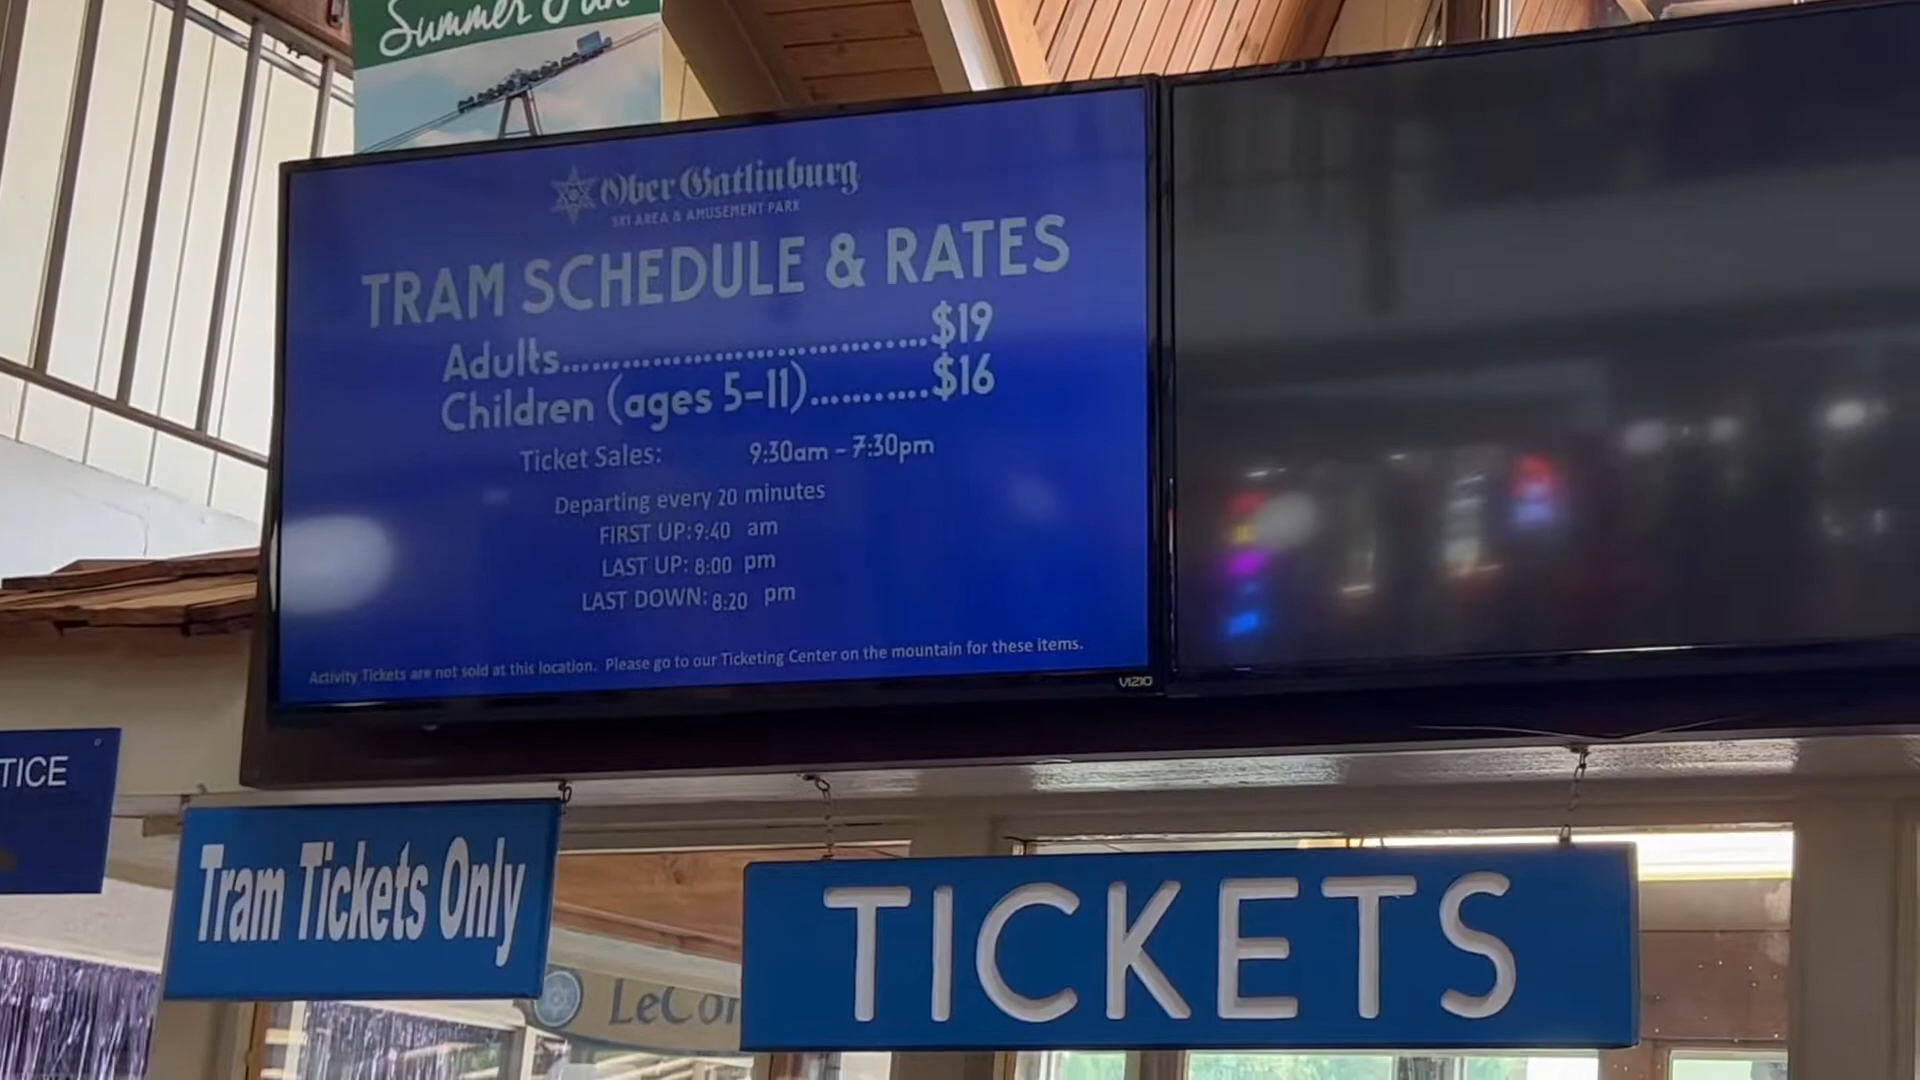 Summer Fun
Ober Gatlinburg
SKI AREA & AMUSEMENT PARK
TRAM SCHEDULE & RATES
Adults.....................................$19
Children (ages 5-11)...........$16
Ticket Sales: 9:30am - 7:30pm
Departing every 20 minutes
FIRST UP: 9:40 am
LAST UP: 8:00 pm
LAST DOWN: 8:20 pm
Activity Tickets are not sold at this location. Please go to our Ticketing Center on the mountain for these items.
VIZIO
TICE
Tram Tickets Only
TICKETS
LeCon